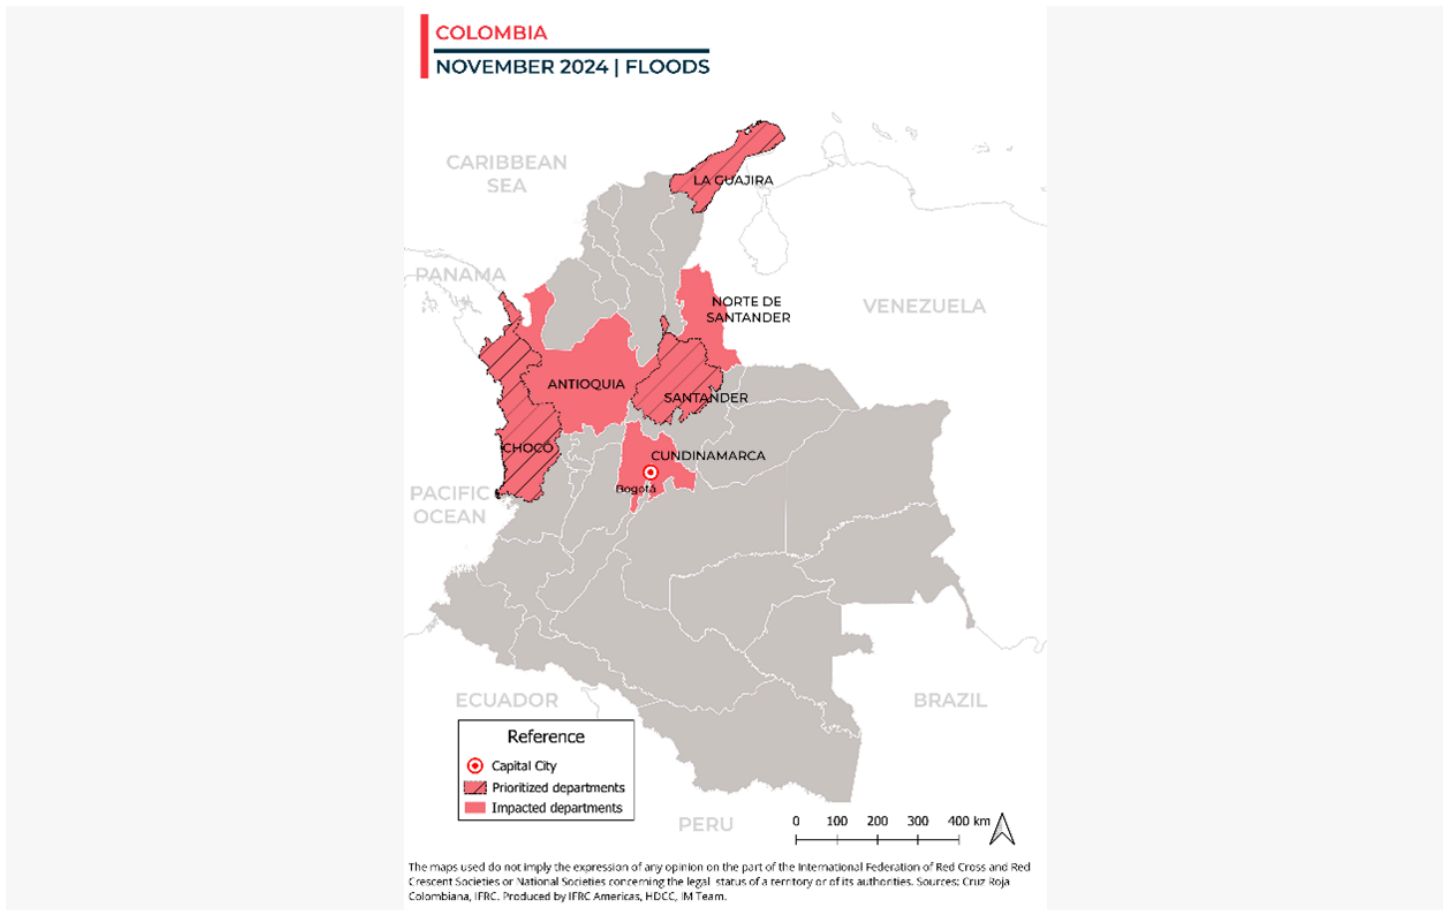 COLOMBIA
NOVEMBER 2024 | FLOODS
CARIBBEAN
SEA
LA GUAJIRA
PANAMA
NORTE DE
SANTANDER
VENEZUELA
ANTIOQUIA
SANTANDER
CHOCÓ
CUNDINAMARCA
Bogotá
PACIFIC
OCEAN
ECUADOR
BRAZIL
Reference
Capital City
Prioritized departments
Impacted departments
PERU
0 100 200 300 400 km
The maps used do not imply the expression of any opinion on the part of the International Federation of Red Cross and Red
Crescent Societies or National Societies concerning the legal status of a territory or of its authorities. Sources: Cruz Roja
Colombiana, IFRC. Produced by IFRC Americas, HDCC, IM Team.